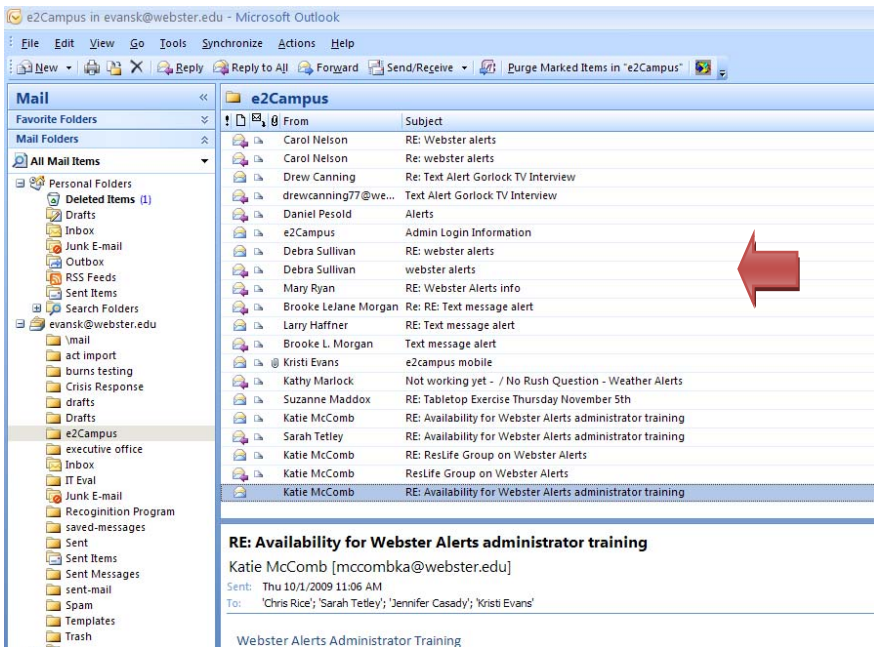 e2Campus in evansk@webster.edu - Microsoft Outlook
File Edit View Go Tools Synchronize Actions Help
New Reply Reply to All Forward Send/Receive Purge Marked Items in "e2Campus"
Mail «
Favorite Folders
Mail Folders
All Mail Items
Personal Folders
Deleted Items (1)
Drafts
Inbox
Junk E-mail
Outbox
RSS Feeds
Sent Items
Search Folders
evansk@webster.edu
\mail
act import
burns testing
Crisis Response
drafts
Drafts
e2Campus
executive office
Inbox
IT Eval
Junk E-mail
Recoginition Program
saved-messages
Sent
Sent Items
Sent Messages
sent-mail
Spam
Templates
Trash
e2Campus
From Subject
Carol Nelson RE: Webster alerts
Carol Nelson Re: webster alerts
Drew Canning Re: Text Alert Gorlock TV Interview
drewcanning77@we... Text Alert Gorlock TV Interview
Daniel Pesold Alerts
e2Campus Admin Login Information
Debra Sullivan RE: webster alerts
Debra Sullivan webster alerts
Mary Ryan RE: Webster Alerts info
Brooke LeJane Morgan Re: RE: Text message alert
Larry Haffner RE: Text message alert
Brooke L. Morgan Text message alert
Kristi Evans e2campus mobile
Kathy Marlock Not working yet - / No Rush Question - Weather Alerts
Suzanne Maddox RE: Tabletop Exercise Thursday November 5th
Katie McComb RE: Availability for Webster Alerts administrator training
Sarah Tetley RE: Availability for Webster Alerts administrator training
Katie McComb RE: ResLife Group on Webster Alerts
Katie McComb ResLife Group on Webster Alerts
Katie McComb RE: Availability for Webster Alerts administrator training
RE: Availability for Webster Alerts administrator training
Katie McComb [mccombka@webster.edu]
Sent: Thu 10/1/2009 11:06 AM
To: 'Chris Rice'; 'Sarah Tetley'; 'Jennifer Casady'; 'Kristi Evans'
Webster Alerts Administrator Training